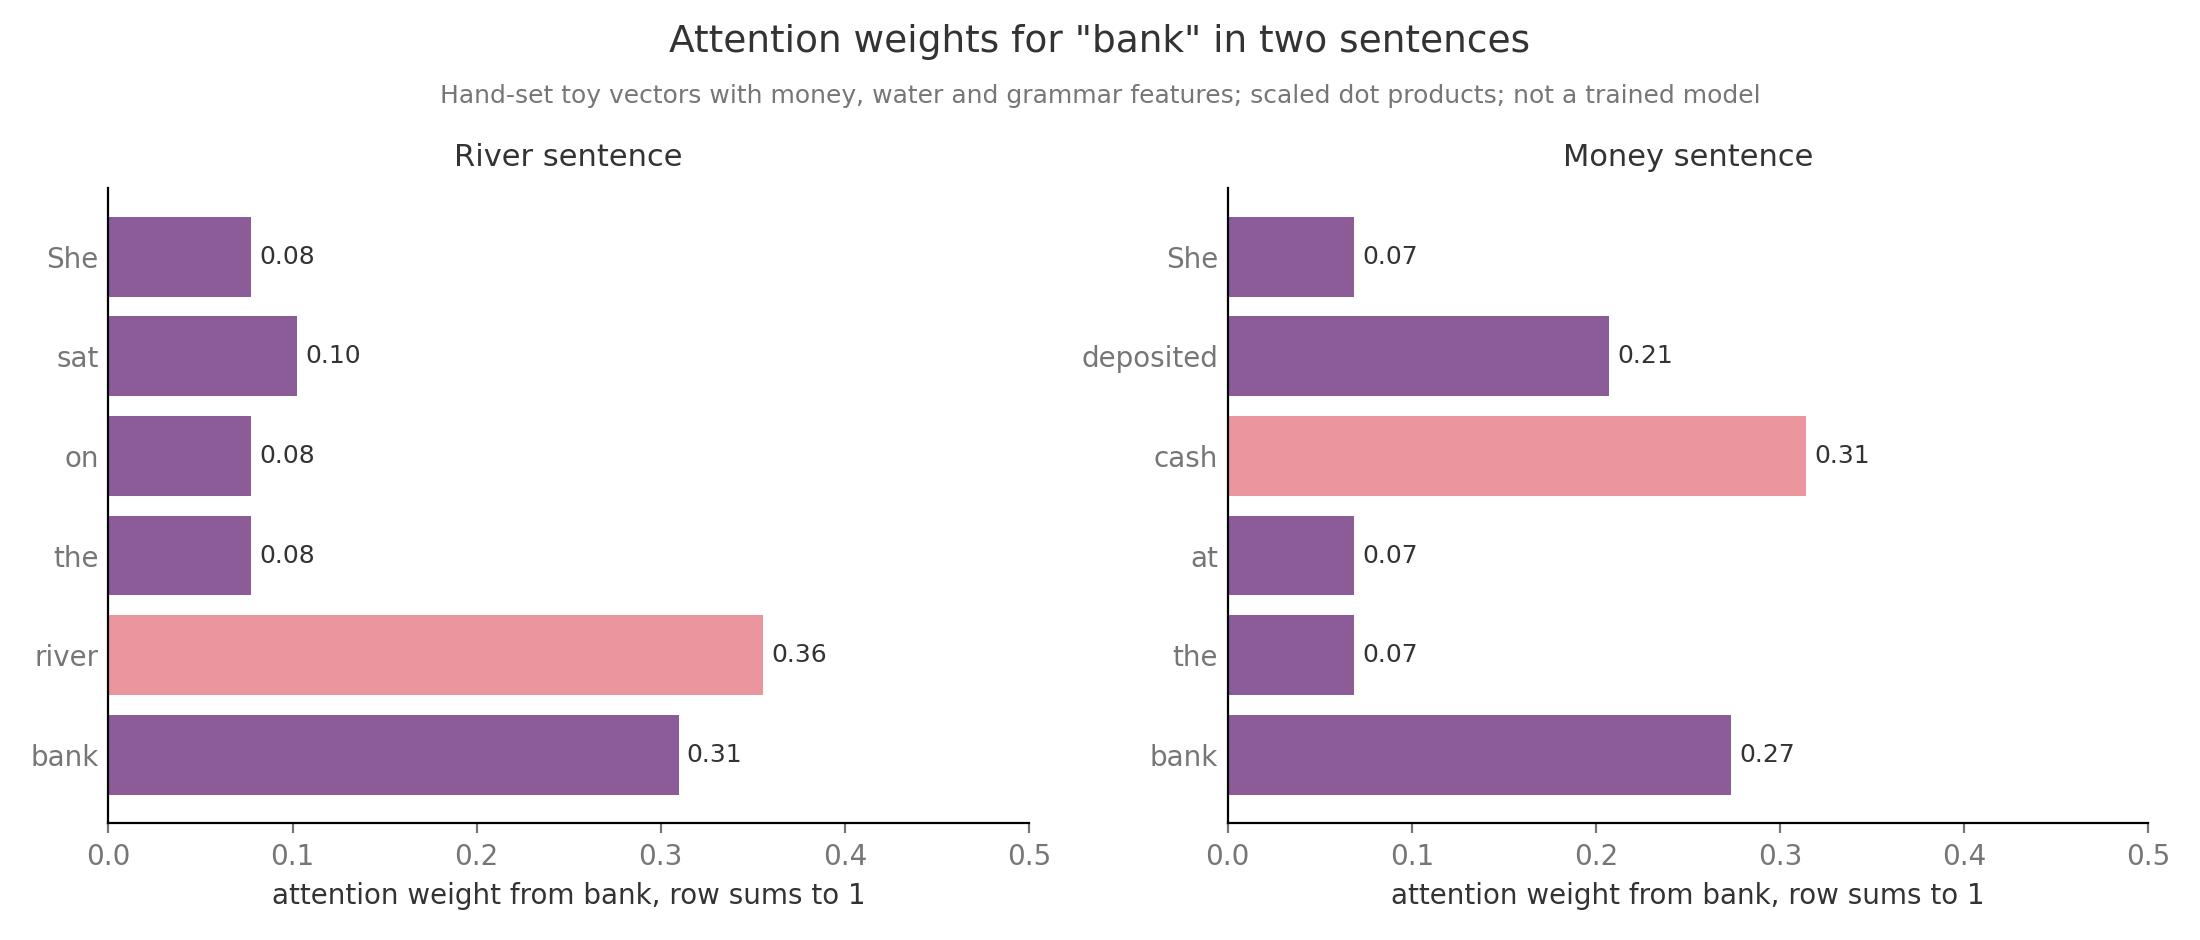 Attention weights for "bank" in two sentences
Hand-set toy vectors with money, water and grammar features; scaled dot products; not a trained model
River sentence
She 0.08
sat 0.10
on 0.08
the 0.08
river 0.36
bank 0.31
0.0 0.1 0.2 0.3 0.4 0.5
attention weight from bank, row sums to 1
Money sentence
She 0.07
deposited 0.21
cash 0.31
at 0.07
the 0.07
bank 0.27
0.0 0.1 0.2 0.3 0.4 0.5
attention weight from bank, row sums to 1